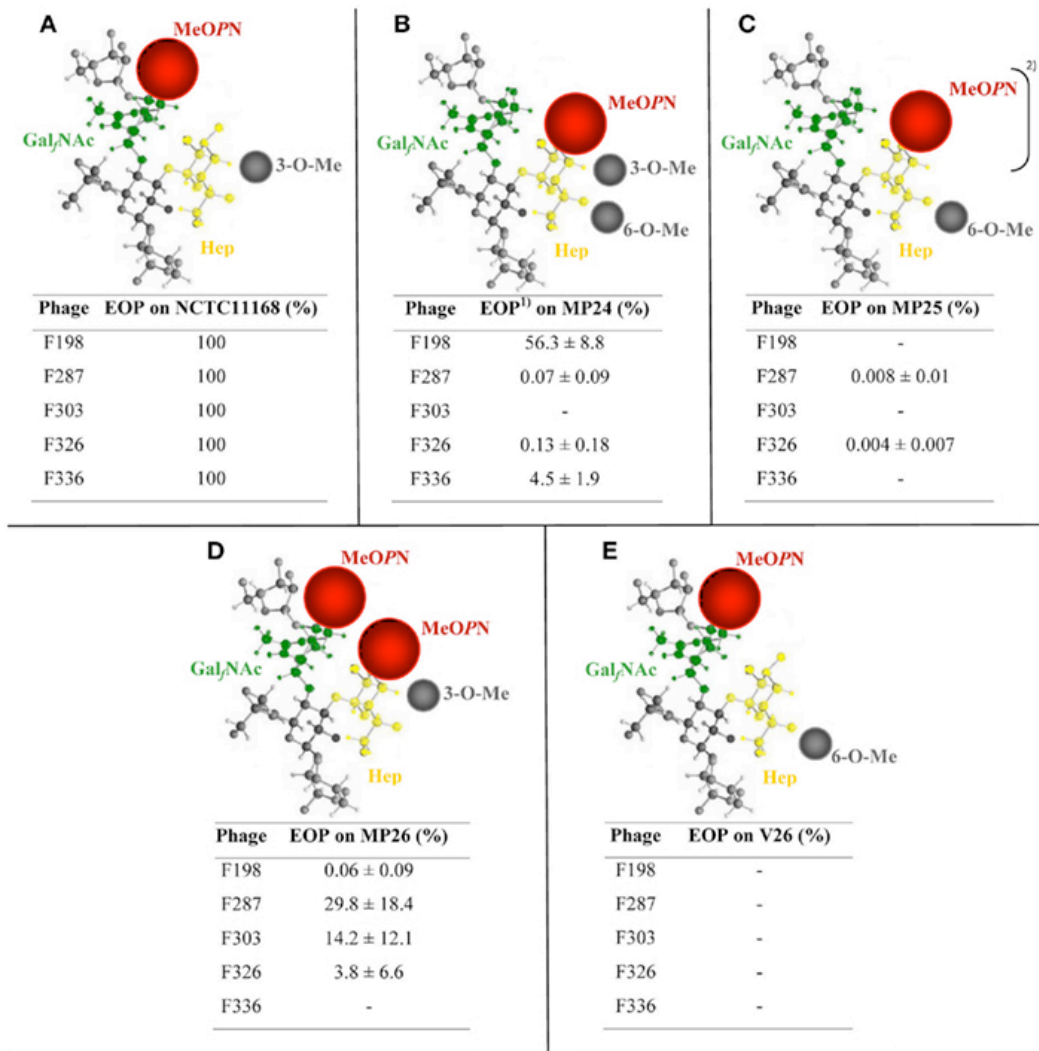 A
MeOPN
GalfNAc
3-O-Me
Hep
Phage EOP on NCTC11168 (%)
F198 100
F287 100
F303 100
F326 100
F336 100
B
MeOPN
GalfNAc
3-O-Me
6-O-Me
Hep
Phage EOP1) on MP24 (%)
F198 56.3 ± 8.8
F287 0.07 ± 0.09
F303 -
F326 0.13 ± 0.18
F336 4.5 ± 1.9
C
2)
MeOPN
GalfNAc
6-O-Me
Hep
Phage EOP on MP25 (%)
F198 -
F287 0.008 ± 0.01
F303 -
F326 0.004 ± 0.007
F336 -
D
MeOPN
MeOPN
GalfNAc
3-O-Me
Hep
Phage EOP on MP26 (%)
F198 0.06 ± 0.09
F287 29.8 ± 18.4
F303 14.2 ± 12.1
F326 3.8 ± 6.6
F336 -
E
MeOPN
GalfNAc
6-O-Me
Hep
Phage EOP on V26 (%)
F198 -
F287 -
F303 -
F326 -
F336 -